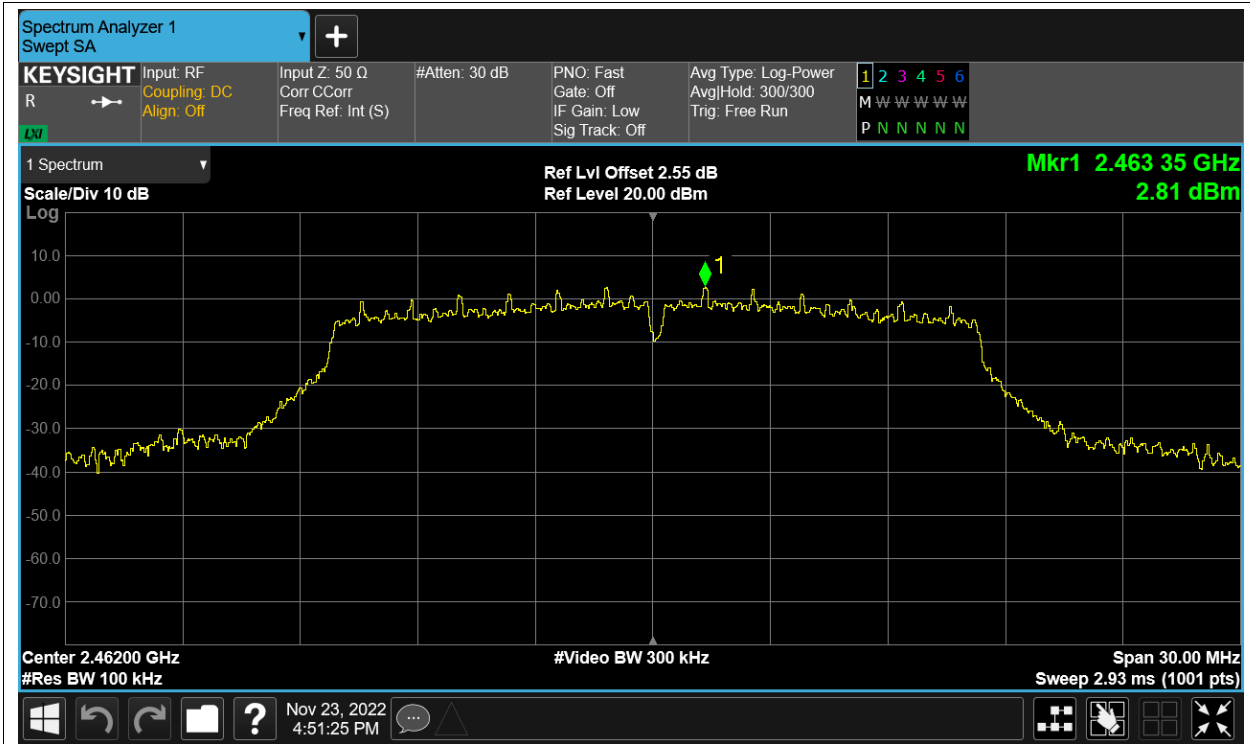 Spectrum Analyzer 1
Swept SA
+
KEYSIGHT
R
LXI
Input: RF
Coupling: DC
Align: Off
Input Z: 50 Ω
Corr CCorr
Freq Ref: Int (S)
#Atten: 30 dB
PNO: Fast
Gate: Off
IF Gain: Low
Sig Track: Off
Avg Type: Log-Power
Avg|Hold: 300/300
Trig: Free Run
1 2 3 4 5 6
M W W W W W
P N N N N N
1 Spectrum
Scale/Div 10 dB
Log
Ref Lvl Offset 2.55 dB
Ref Level 20.00 dBm
Mkr1 2.463 35 GHz
2.81 dBm
1
10.0
0.00
-10.0
-20.0
-30.0
-40.0
-50.0
-60.0
-70.0
Center 2.46200 GHz
#Res BW 100 kHz
#Video BW 300 kHz
Span 30.00 MHz
Sweep 2.93 ms (1001 pts)
?
Nov 23, 2022
4:51:25 PM